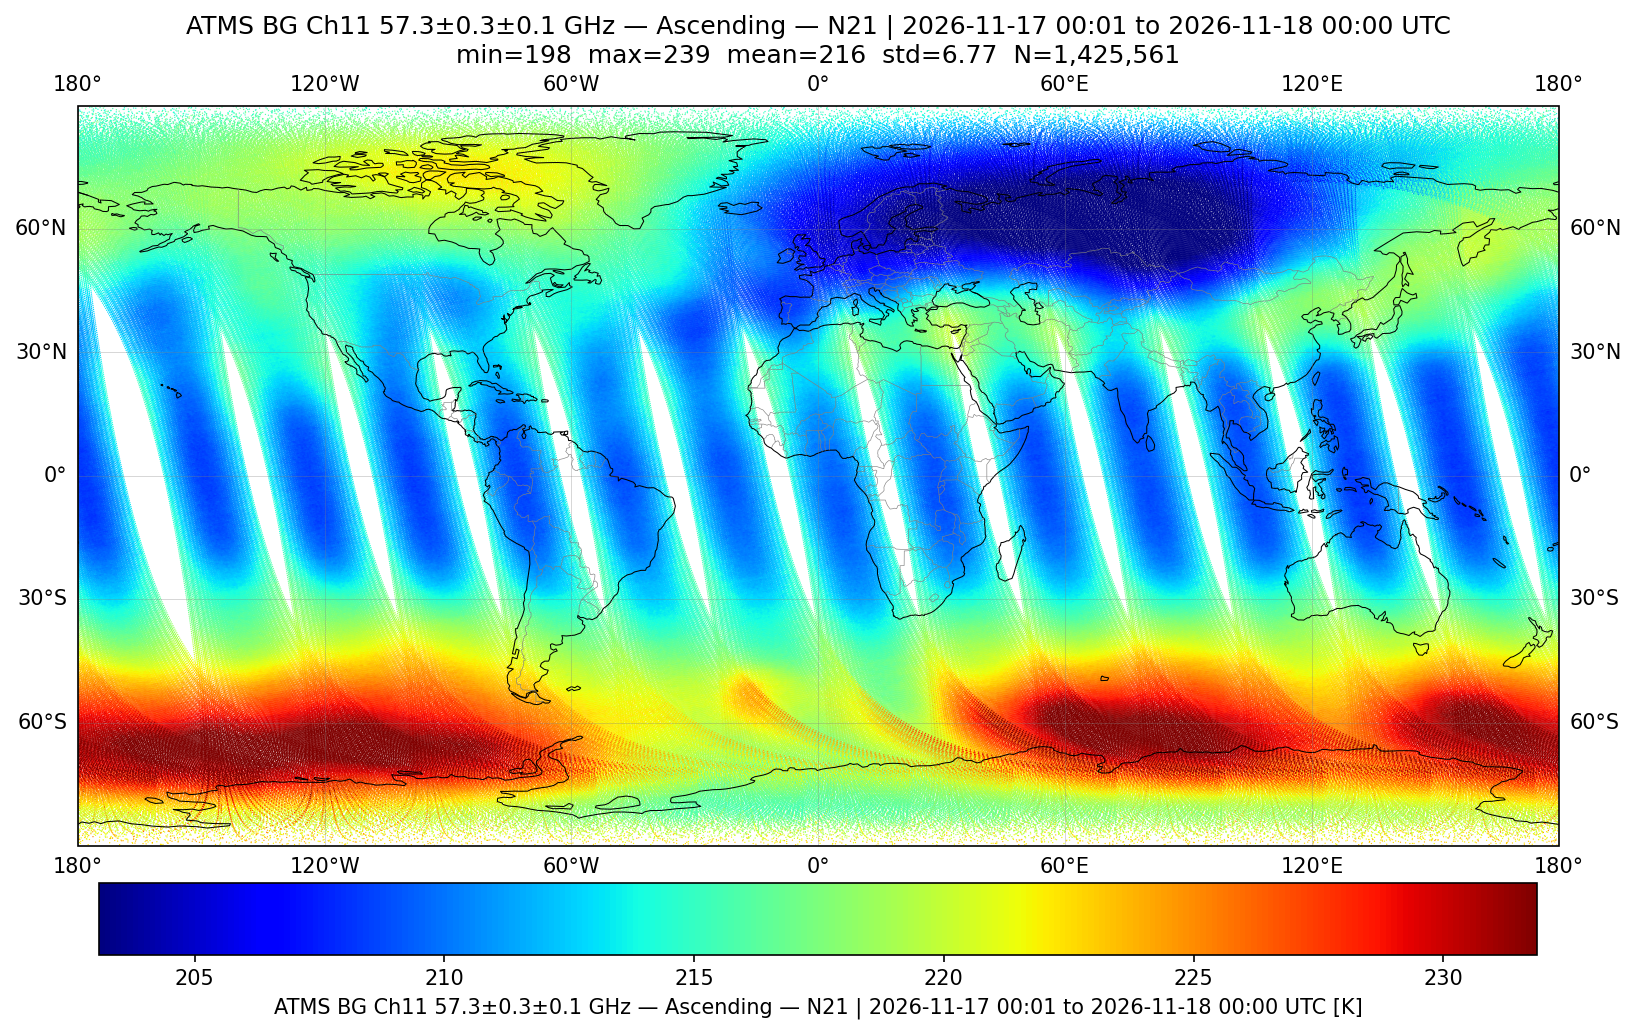 ATMS BG Ch11 57.3±0.3±0.1 GHz — Ascending — N21 | 2026-11-17 00:01 to 2026-11-18 00:00 UTC
min=198 max=239 mean=216 std=6.77 N=1,425,561
180° 120°W 60°W 0° 60°E 120°E 180°
60°N 60°N
30°N 30°N
0° 0°
30°S 30°S
60°S 60°S
180° 120°W 60°W 0° 60°E 120°E 180°
205 210 215 220 225 230
ATMS BG Ch11 57.3±0.3±0.1 GHz — Ascending — N21 | 2026-11-17 00:01 to 2026-11-18 00:00 UTC [K]